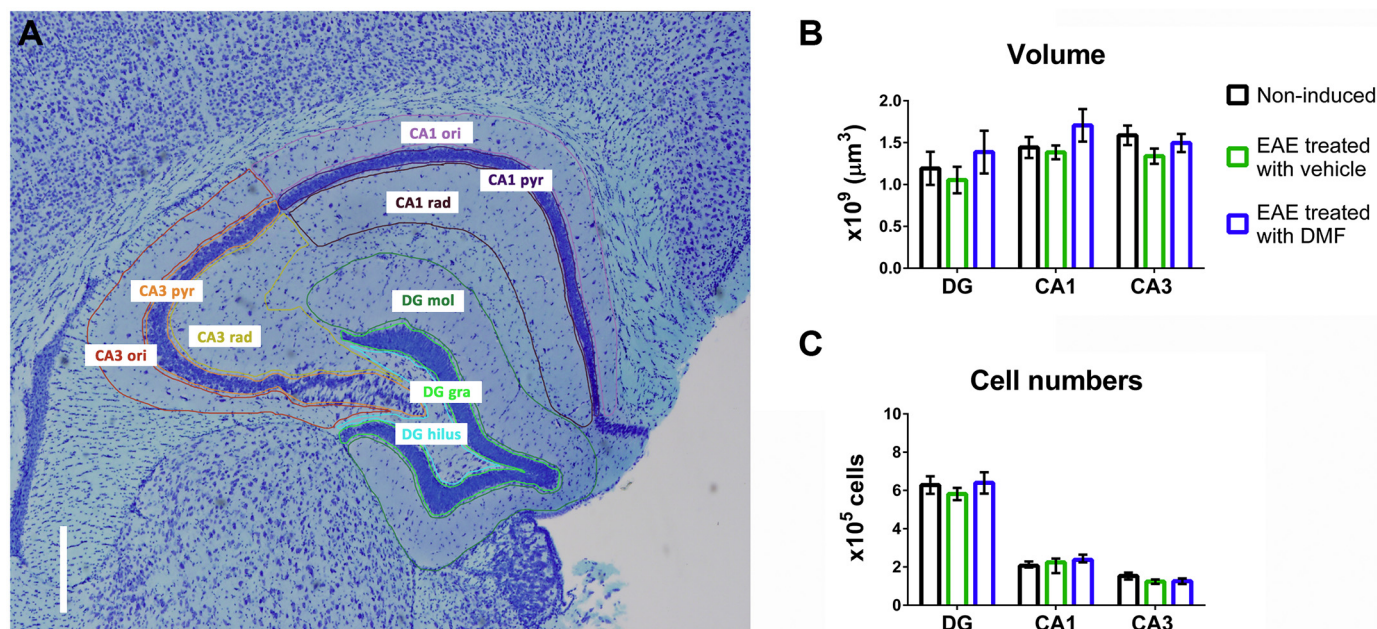 A
CA1 ori
CA1 pyr
CA1 rad
CA3 pyr
DG mol
CA3 rad
CA3 ori
DG gra
DG hilus
B
Volume
x10⁹ (μm³)
2.0
1.5
1.0
0.5
0.0
DG CA1 CA3
Non-induced
EAE treated
with vehicle
EAE treated
with DMF
C
Cell numbers
x10⁵ cells
10
8
6
4
2
0
DG CA1 CA3